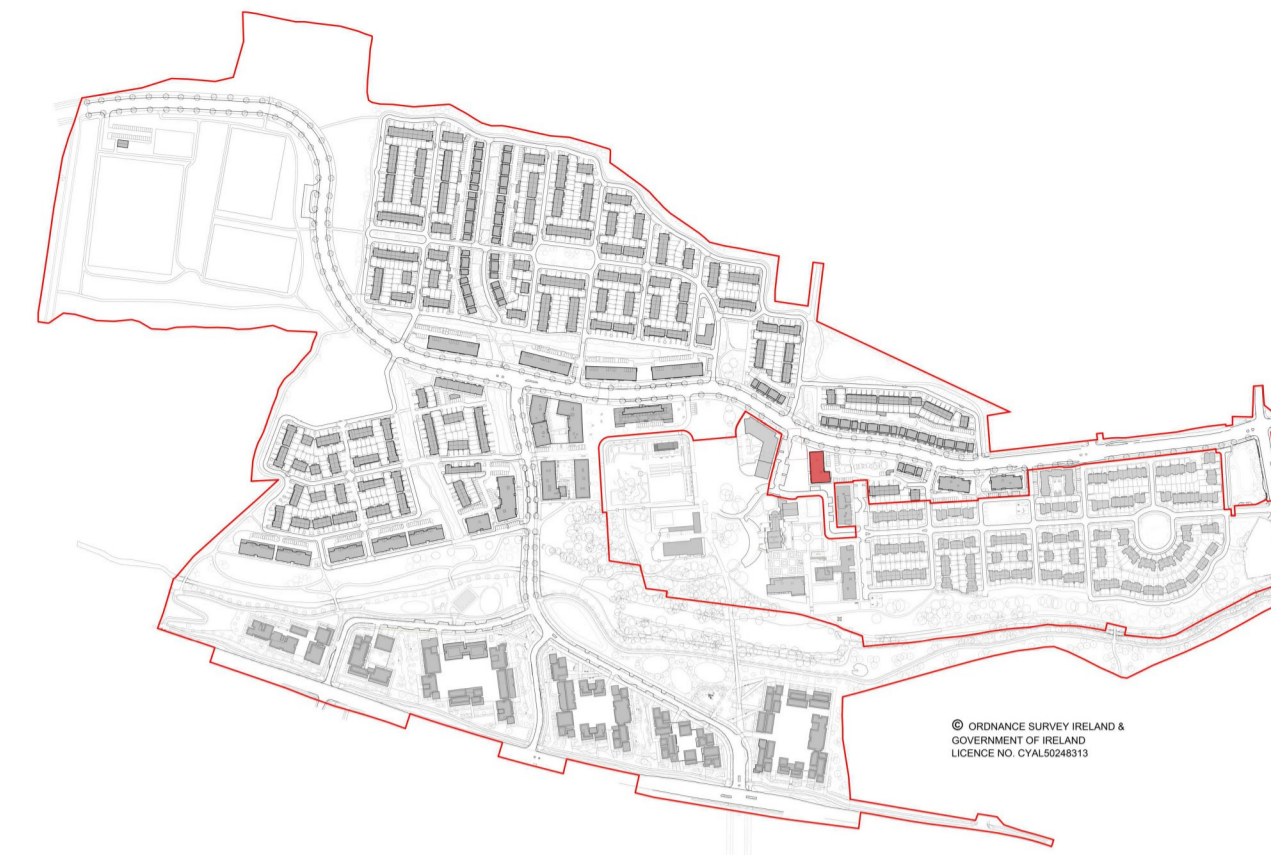 © ORDNANCE SURVEY IRELAND &
GOVERNMENT OF IRELAND
LICENCE NO. CYAL50248313